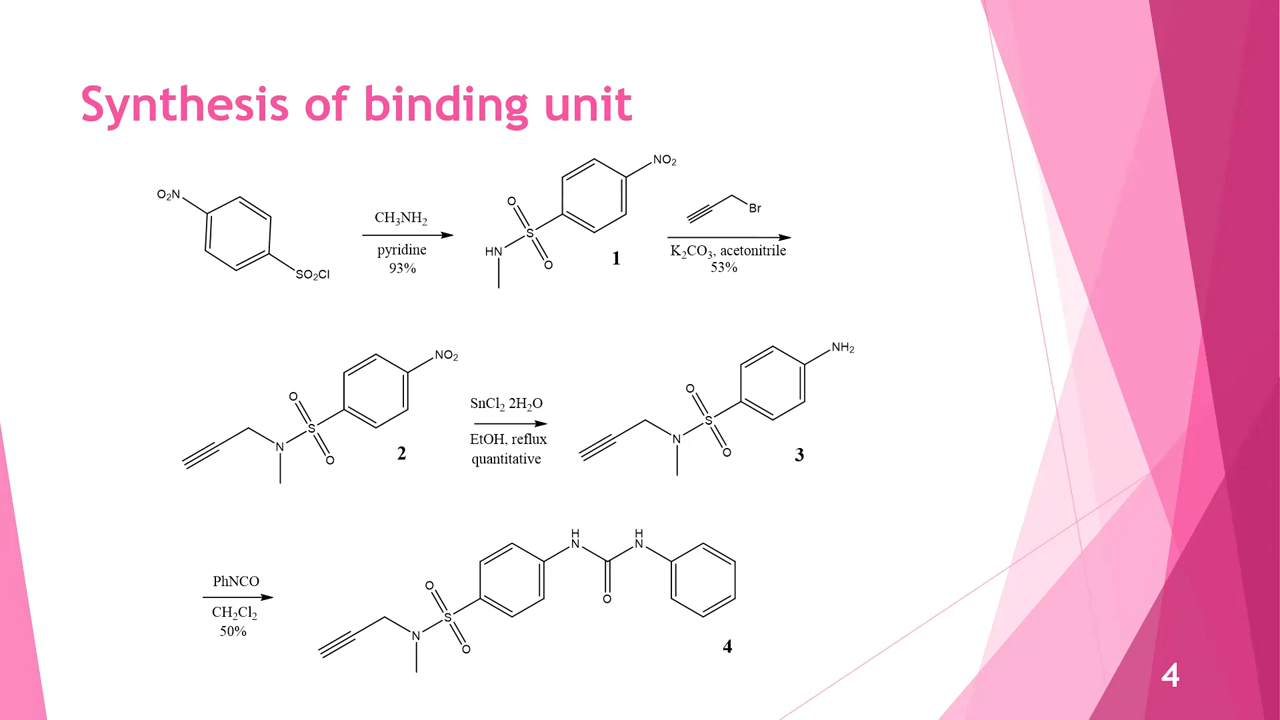 Synthesis of binding unit
O₂N
SO₂Cl
CH₃NH₂
pyridine
93%
NO₂
O
S
HN
O
1
Br
K₂CO₃, acetonitrile
53%
NO₂
O
S
N
O
2
SnCl₂ 2H₂O
EtOH, reflux
quantitative
NH₂
O
S
N
O
3
PhNCO
CH₂Cl₂
50%
H
N
H
N
O
O
S
N
O
4
4